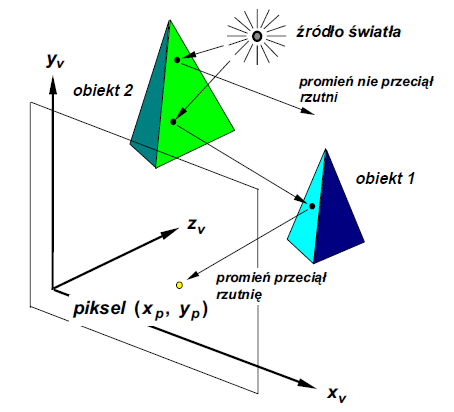 źródło światła
y_v
obiekt 2
promień nie przeciął
rzutni
obiekt 1
z_v
promień przeciął
rzutnię
piksel (x_p, y_p)
x_v